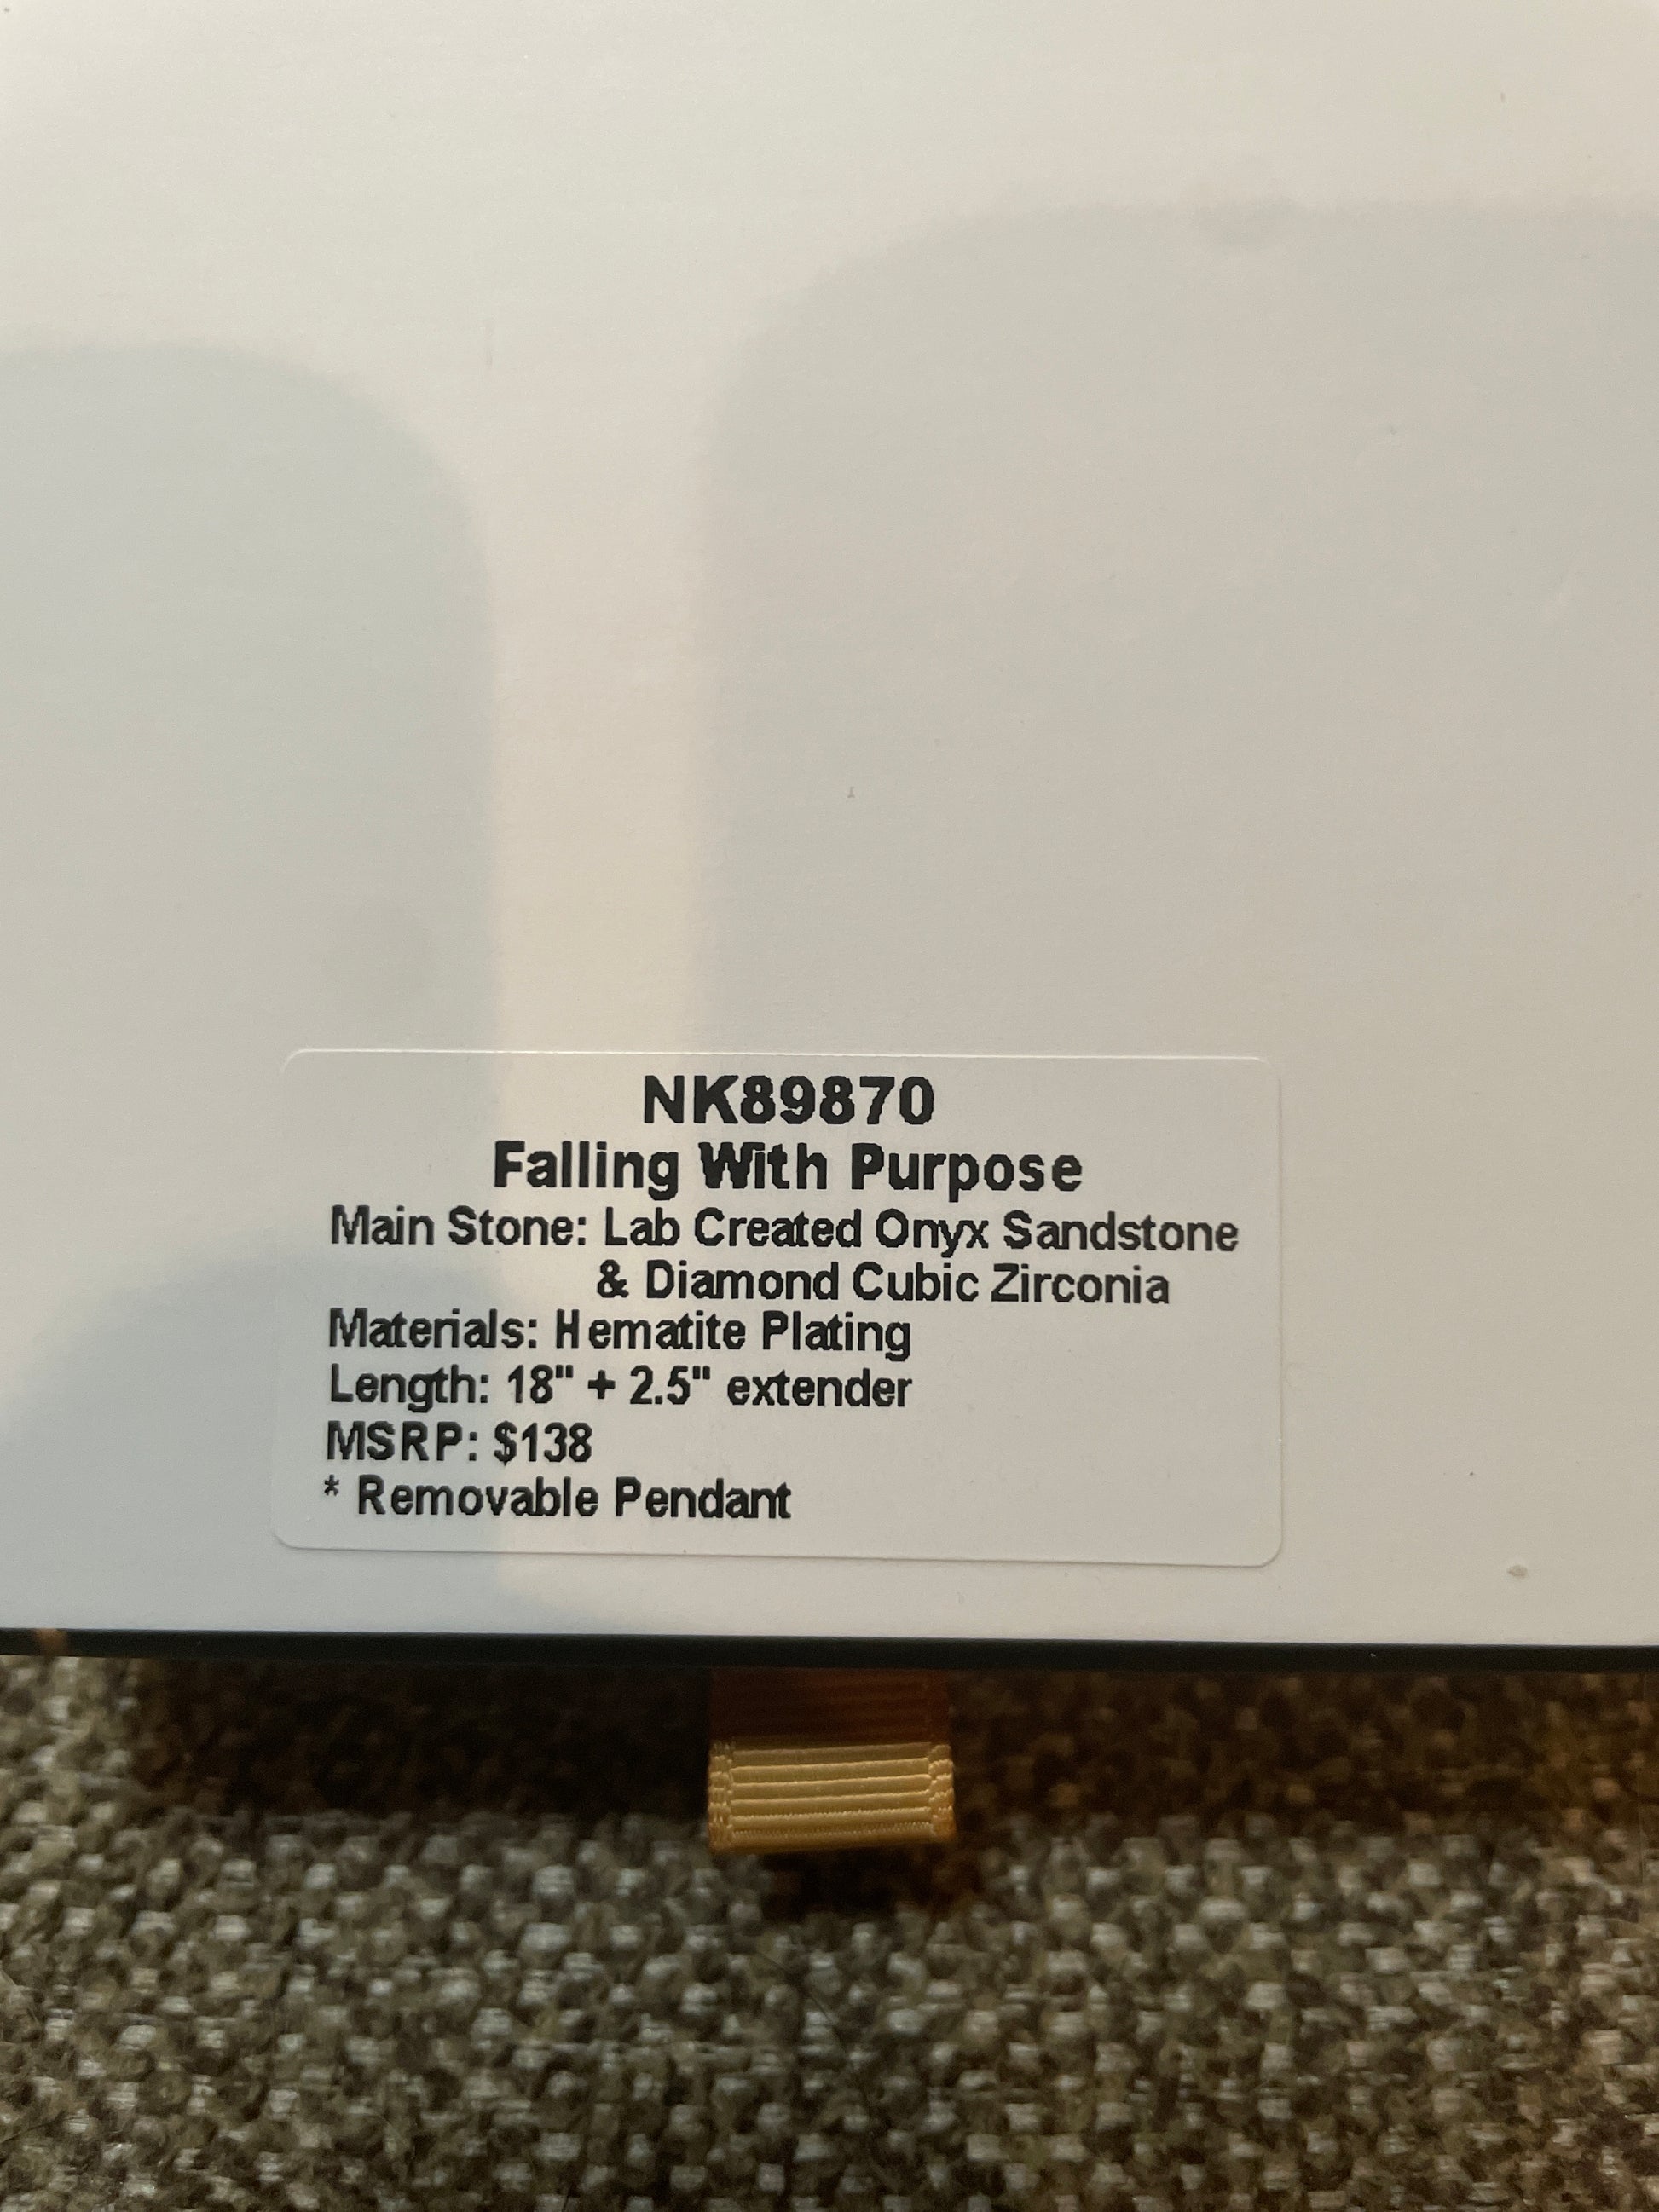 NK89870
Falling With Purpose
Main Stone: Lab Created Onyx Sandstone
& Diamond Cubic Zirconia
Materials: Hematite Plating
Length: 18" + 2.5" extender
MSRP: $138
* Removable Pendant